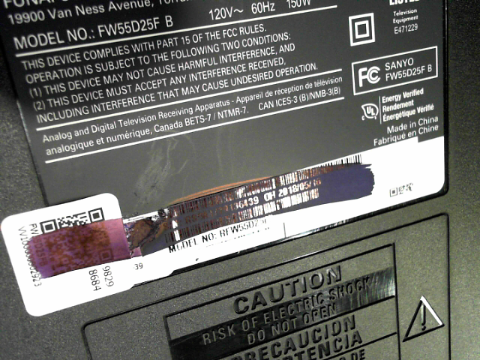 19900 Van Ness Avenue,
120V~ 60Hz 150W
MODEL NO.: FW55D25F B
THIS DEVICE COMPLIES WITH PART 15 OF THE FCC RULES.
OPERATION IS SUBJECT TO THE FOLLOWING TWO CONDITIONS:
(1) THIS DEVICE MAY NOT CAUSE HARMFUL INTERFERENCE, AND
(2) THIS DEVICE MUST ACCEPT ANY INTERFERENCE RECEIVED,
INCLUDING INTERFERENCE THAT MAY CAUSE UNDESIRED OPERATION.
Analog and Digital Television Receiving Apparatus - Appareil de réception de télévision
analogique et numérique, Canada BETS-7 / NTMR-7. CAN ICES-3 (B)/NMB-3(B)
Television
Equipment
E471229
FC SANYO
FW55D25F B
UL Energy Verified
Rendement
Énergétique Vérifié
Made in China
Fabriqué en Chine
9829
8684
39
MODEL NO:
CAUTION
RISK OF ELECTRIC SHOCK
DO NOT OPEN
PRECAUCION